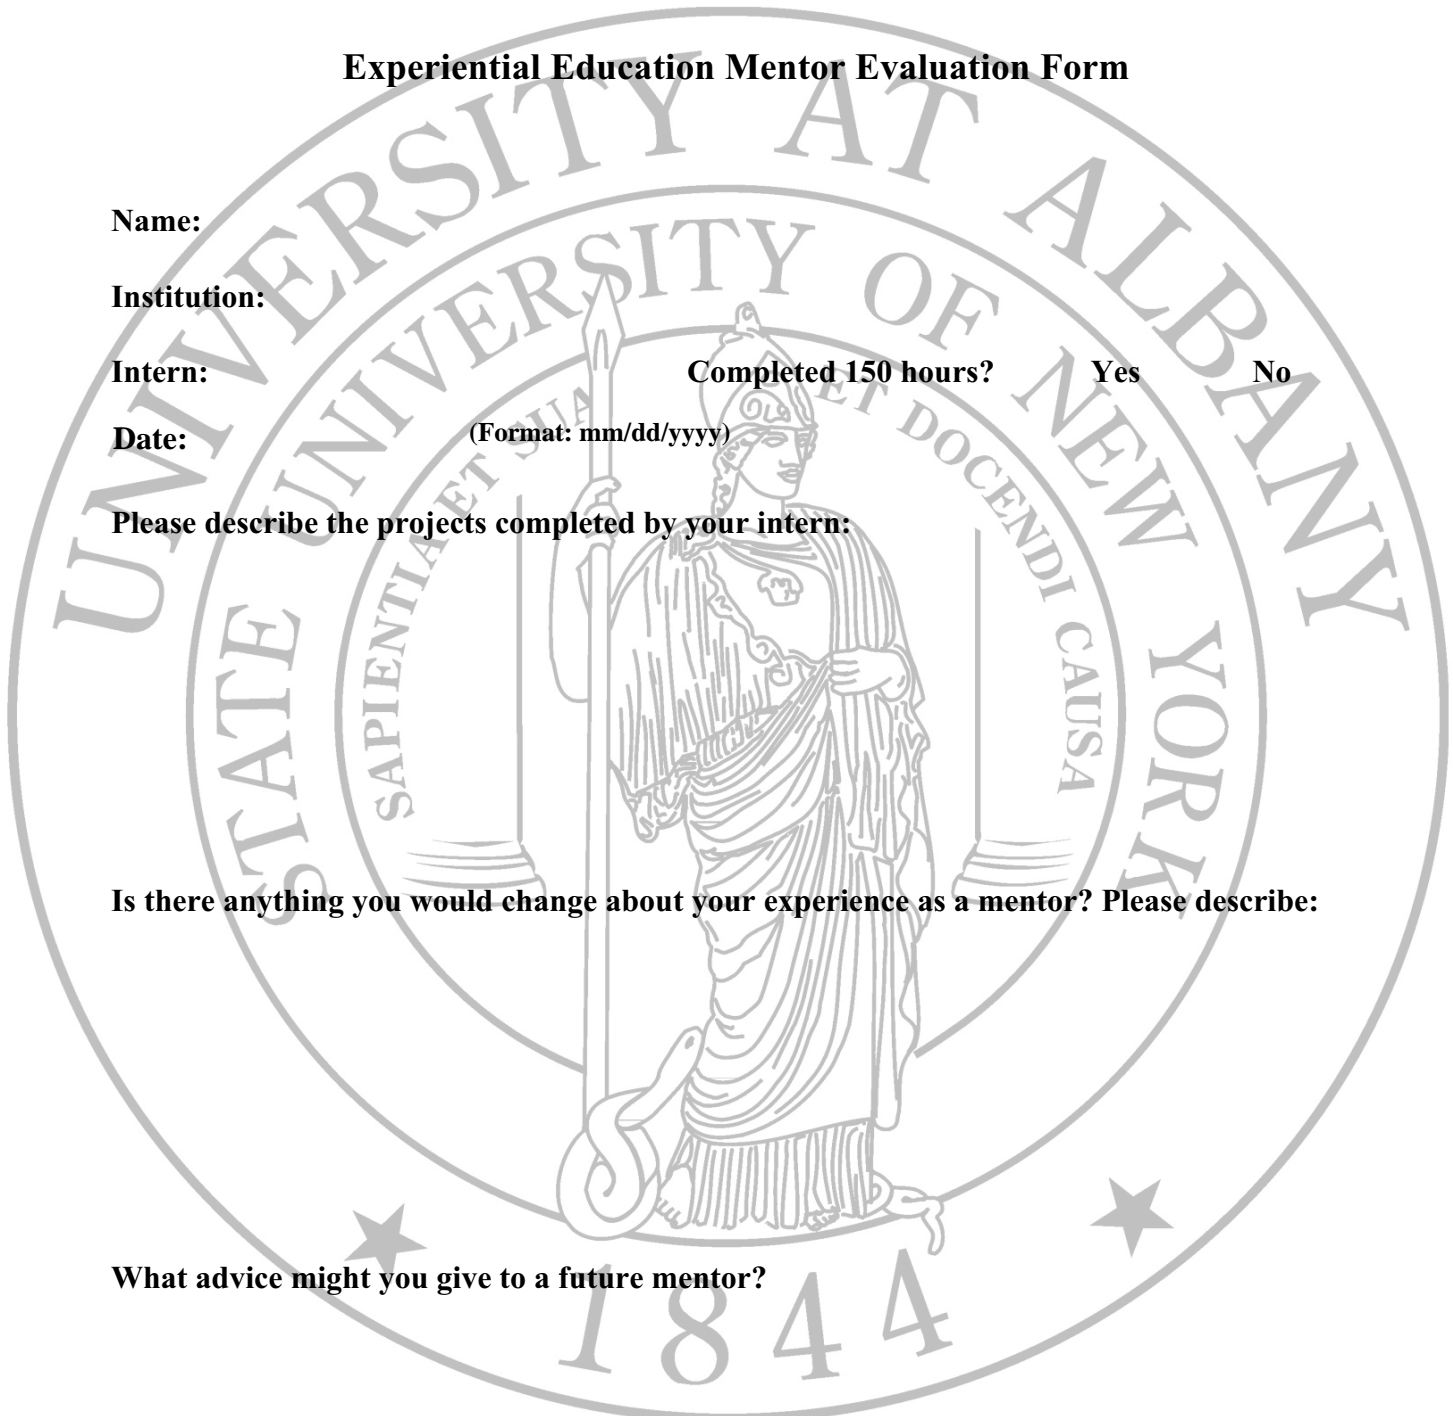 Experiential Education Mentor Evaluation Form
UNIVERSITY AT ALBANY
STATE UNIVERSITY OF NEW YORK
SAPIENTIA ET SUA ET DOCENDI CAUSA
Name:
Institution:
Intern: Completed 150 hours? Yes No
Date: (Format: mm/dd/yyyy)
Please describe the projects completed by your intern:
Is there anything you would change about your experience as a mentor? Please describe:
What advice might you give to a future mentor?
1844